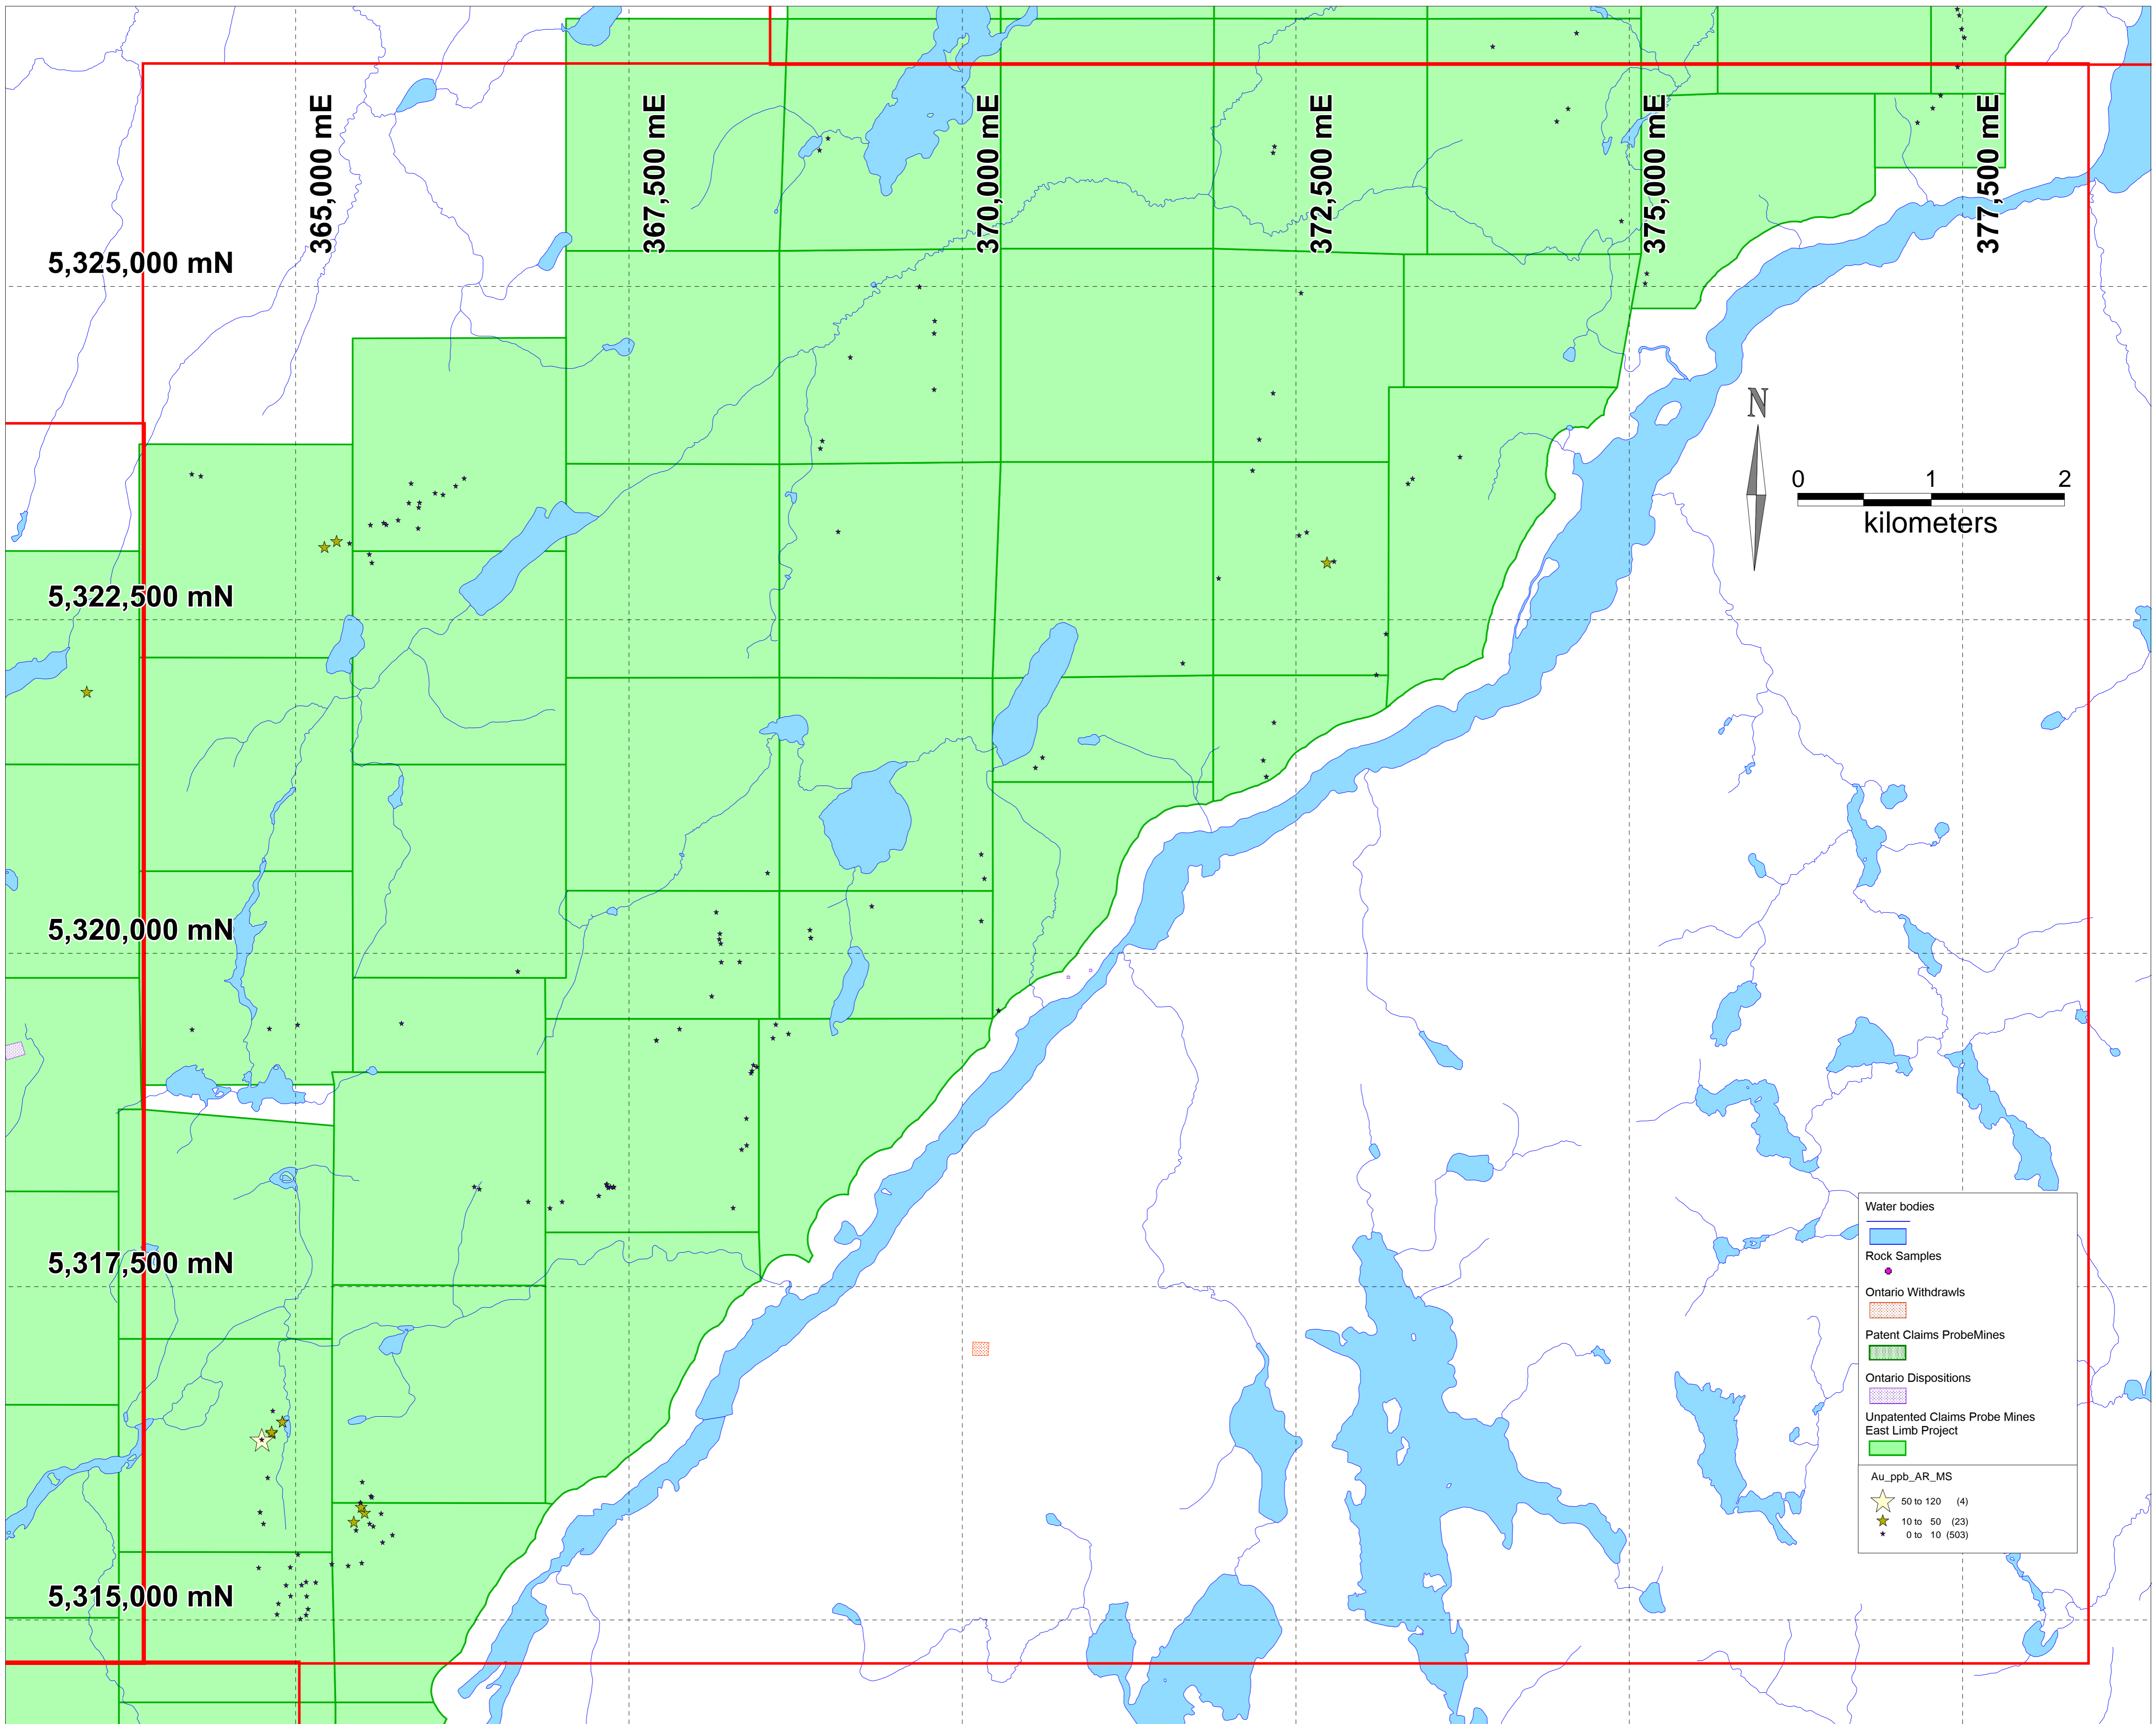 365,000 mE
367,500 mE
370,000 mE
372,500 mE
375,000 mE
377,500 mE
5,325,000 mN
N
0 1 2
kilometers
5,322,500 mN
5,320,000 mN
5,317,500 mN
5,315,000 mN
Water bodies
Rock Samples
Ontario Withdrawls
Patent Claims ProbeMines
Ontario Dispositions
Unpatented Claims Probe Mines
East Limb Project
Au_ppb_AR_MS
50 to 120 (4)
10 to 50 (23)
0 to 10 (503)